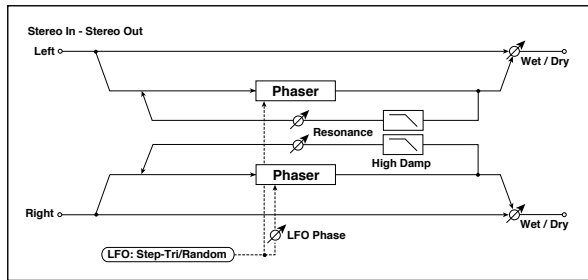 Stereo In - Stereo Out
Left
Wet / Dry
Phaser
Resonance
High Damp
Phaser
Right
Wet / Dry
LFO Phase
LFO: Step-Tri/Random